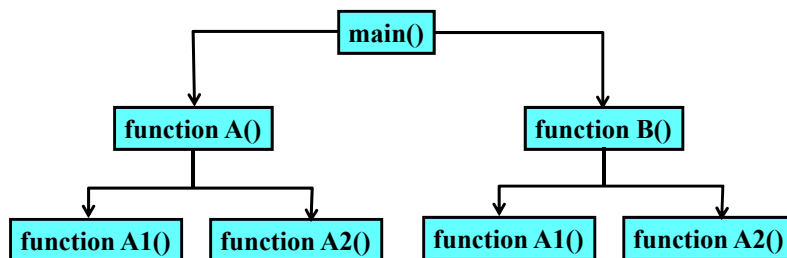 main()
function A()
function B()
function A1()
function A2()
function A1()
function A2()